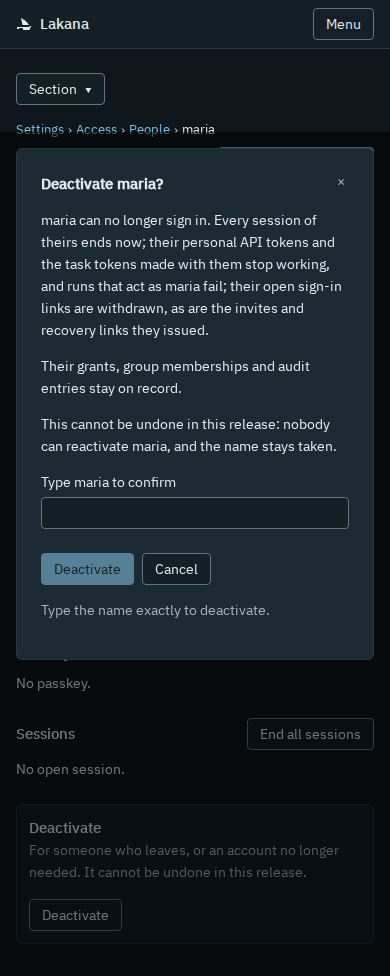 Lakana
Menu
Section ▾
Settings › Access › People › maria
Deactivate maria?
×
maria can no longer sign in. Every session of
theirs ends now; their personal API tokens and
the task tokens made with them stop working,
and runs that act as maria fail; their open sign-in
links are withdrawn, as are the invites and
recovery links they issued.
Their grants, group memberships and audit
entries stay on record.
This cannot be undone in this release: nobody
can reactivate maria, and the name stays taken.
Type maria to confirm
Deactivate
Cancel
Type the name exactly to deactivate.
No passkey.
Sessions
End all sessions
No open session.
Deactivate
For someone who leaves, or an account no longer
needed. It cannot be undone in this release.
Deactivate